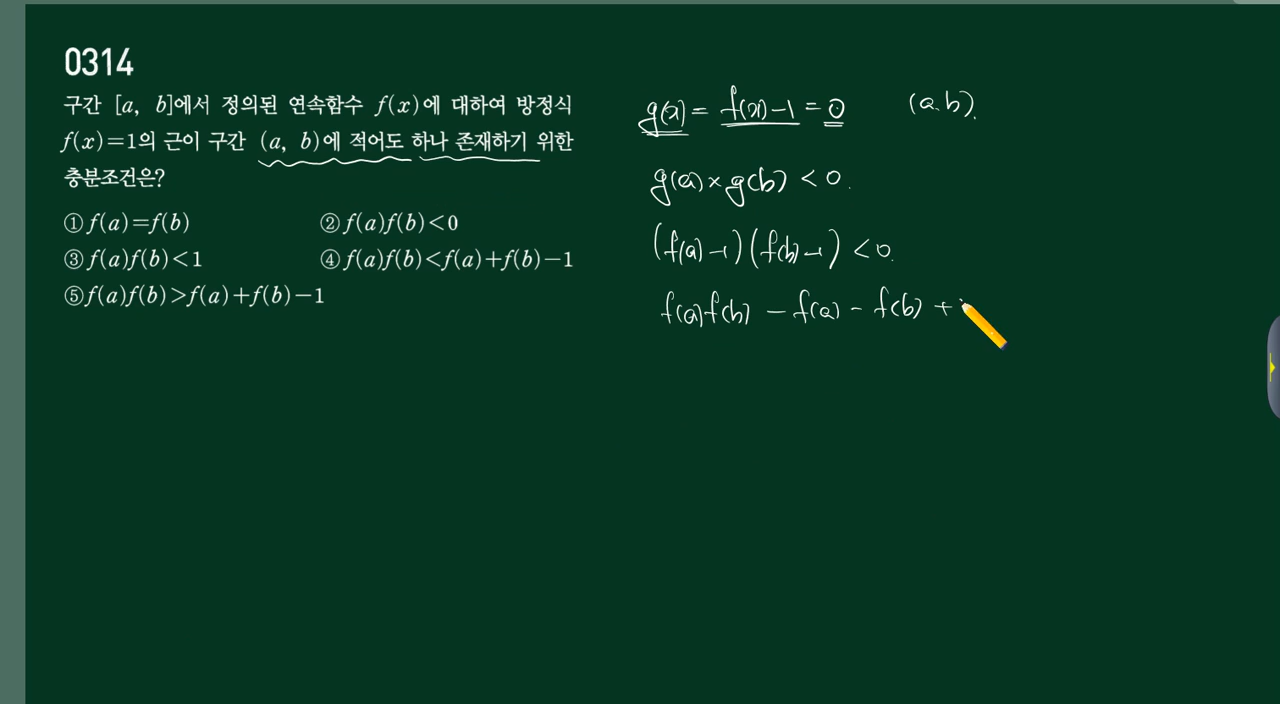 0314
구간 [a, b]에서 정의된 연속함수 f(x)에 대하여 방정식
f(x)=1의 근이 구간 (a, b)에 적어도 하나 존재하기 위한
충분조건은?
① f(a)=f(b) ② f(a)f(b)<0
③ f(a)f(b)<1 ④ f(a)f(b)<f(a)+f(b)-1
⑤ f(a)f(b)>f(a)+f(b)-1
g(x) = f(x)-1 = 0 (a.b).
g(a)×g(b) < 0.
(f(a)-1)(f(b)-1) < 0.
f(a)f(b) - f(a) - f(b) +